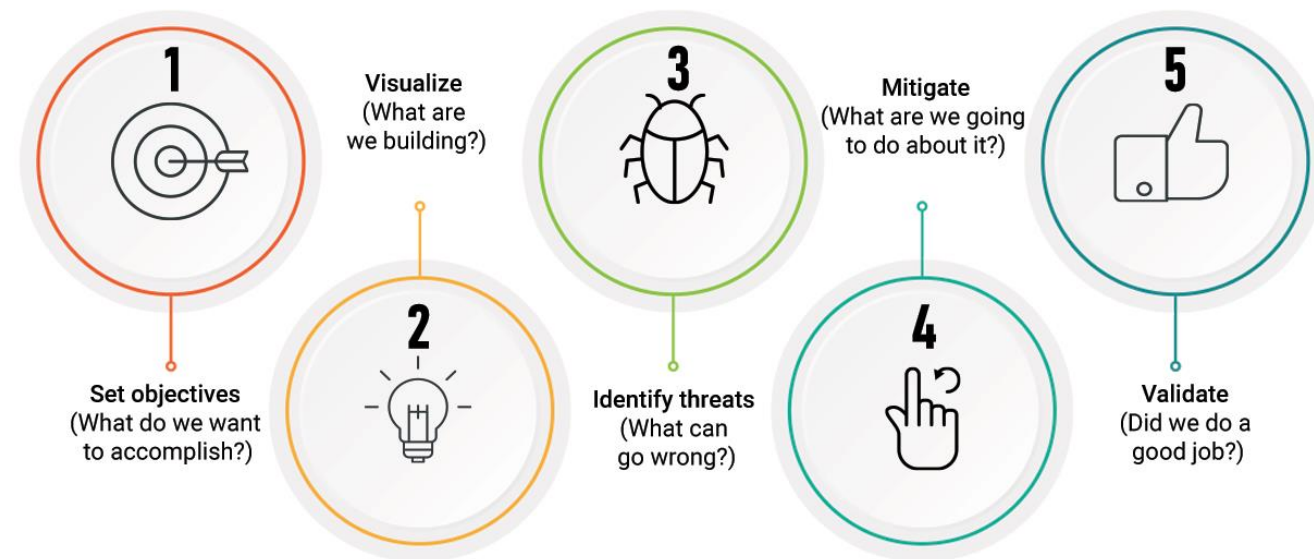 1
Set objectives
(What do we want
to accomplish?)
Visualize
(What are
we building?)
2
3
Identify threats
(What can
go wrong?)
Mitigate
(What are we going
to do about it?)
4
5
Validate
(Did we do a
good job?)